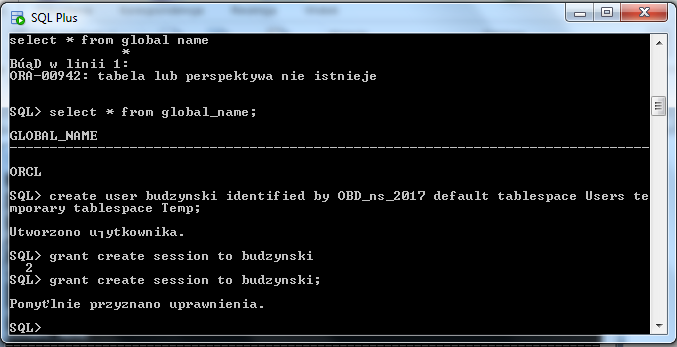 SQL Plus
select * from global name
*
BúąD w linii 1:
ORA-00942: tabela lub perspektywa nie istnieje
SQL> select * from global_name;
GLOBAL_NAME
--------------------------------------------------------------------------------
ORCL
SQL> create user budzynski identified by OBD_ns_2017 default tablespace Users te
mporary tablespace Temp;
Utworzono uąytkownika.
SQL> grant create session to budzynski
2
SQL> grant create session to budzynski;
Pomyťlnie przyznano uprawnienia.
SQL>